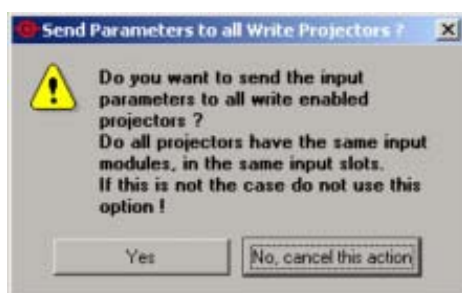 Send Parameters to all Write Projectors ?
Do you want to send the input
parameters to all write enabled
projectors ?
Do all projectors have the same input
modules, in the same input slots.
If this is not the case do not use this
option !
Yes
No, cancel this action